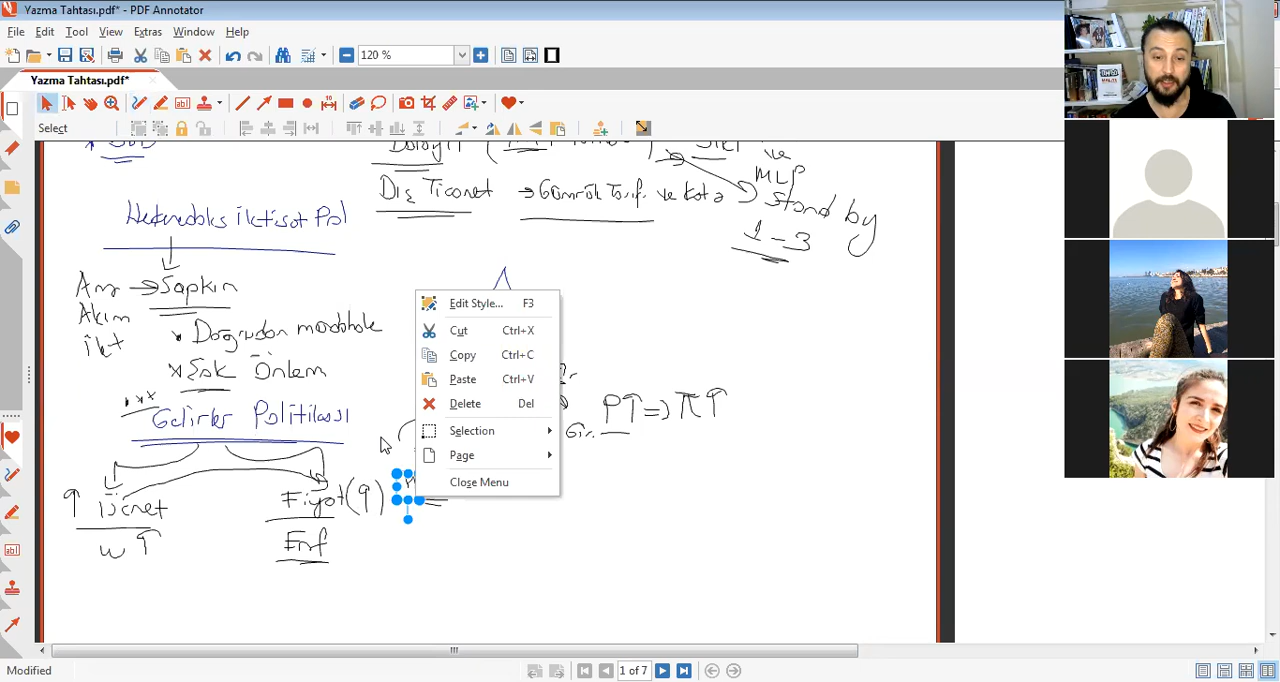 Yazma Tahtası.pdf* - PDF Annotator
File Edit Tool View Extras Window Help
120 %
Yazma Tahtası.pdf*
Select
ve
MLP
Dış Ticaret → Gümrük Tarif. ve Kota
Stand by
1-3
Heterodoks İktisat Pol
Ana → Sapkın
Akım
İkt
* Doğrudan müdahale
* Şok Önlem
***
Gelirler Politikası
P↑ => π↑
↑ Ücret
Fiyat(↑)
w ↑
Enf
Edit Style... F3
Cut Ctrl+X
Copy Ctrl+C
Paste Ctrl+V
Delete Del
Selection
Page
Close Menu
1 of 7
Modified